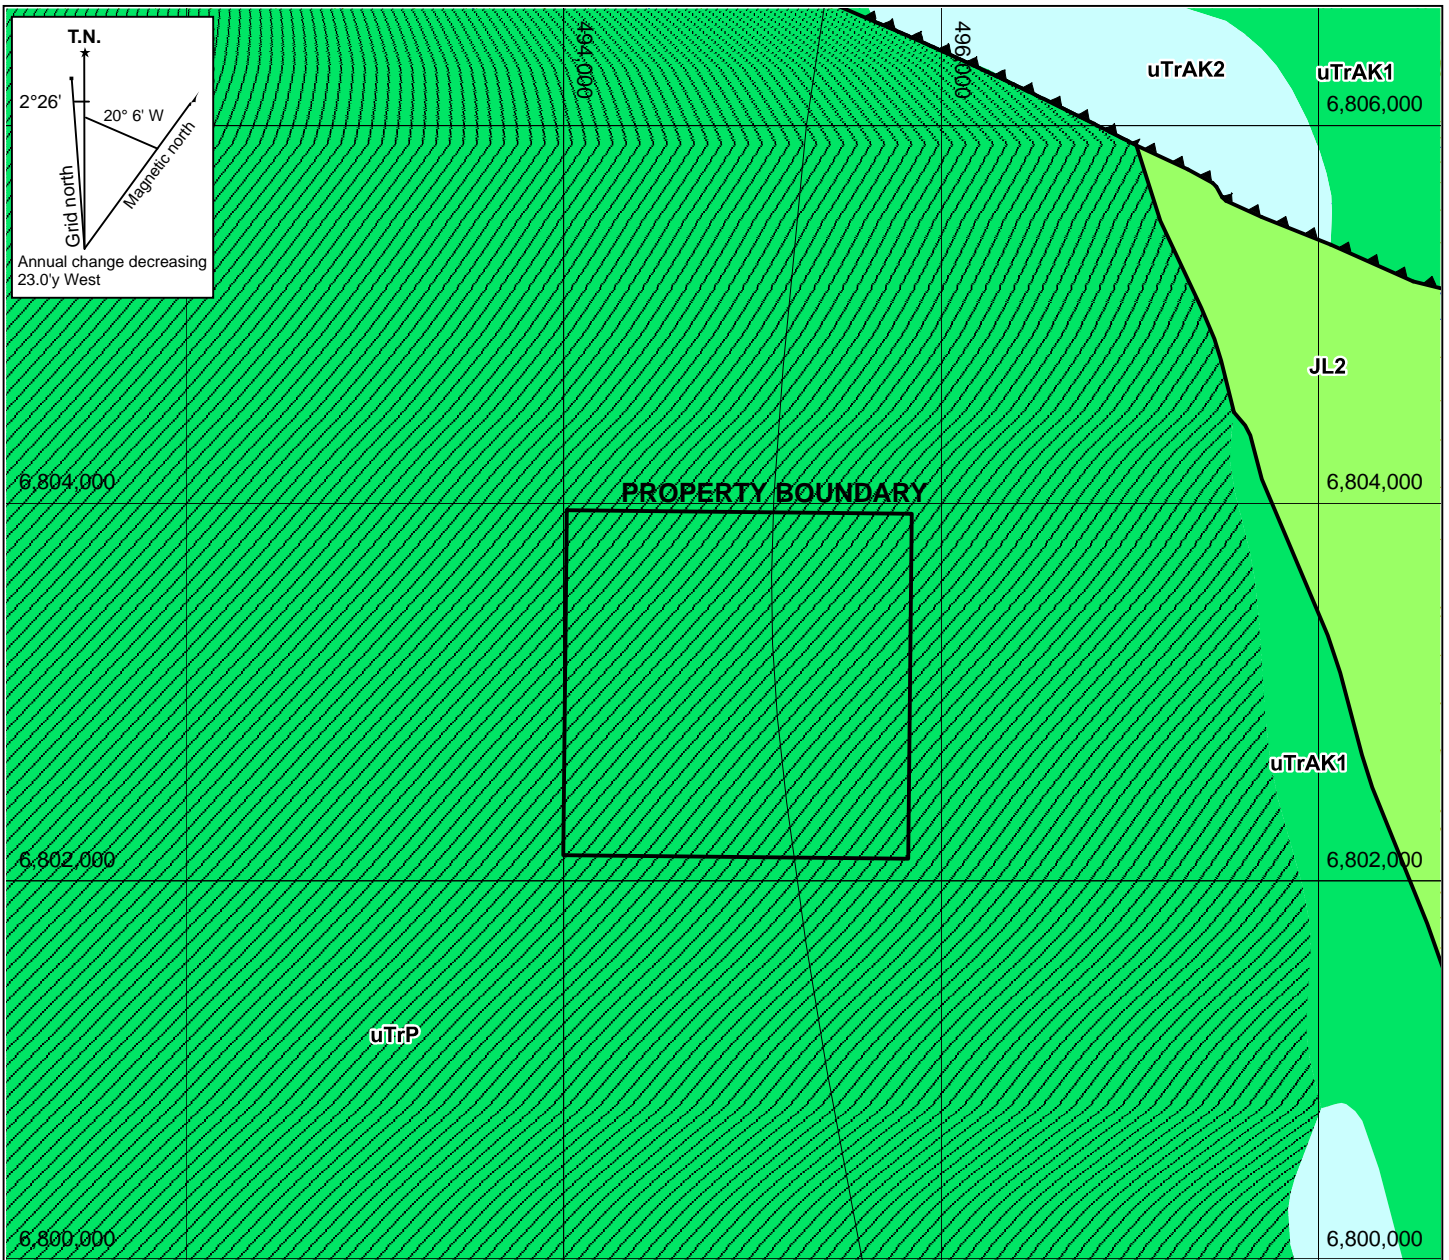 T.N.
2°26'
20° 6' W
Grid north
Magnetic north
Annual change decreasing
23.0'y West
494,000
496,000
uTrAK2
uTrAK1
6,806,000
JL2
6,804,000
PROPERTY BOUNDARY
6,804,000
uTrAK1
6,802,000
6,802,000
uTrP
6,800,000
6,800,000